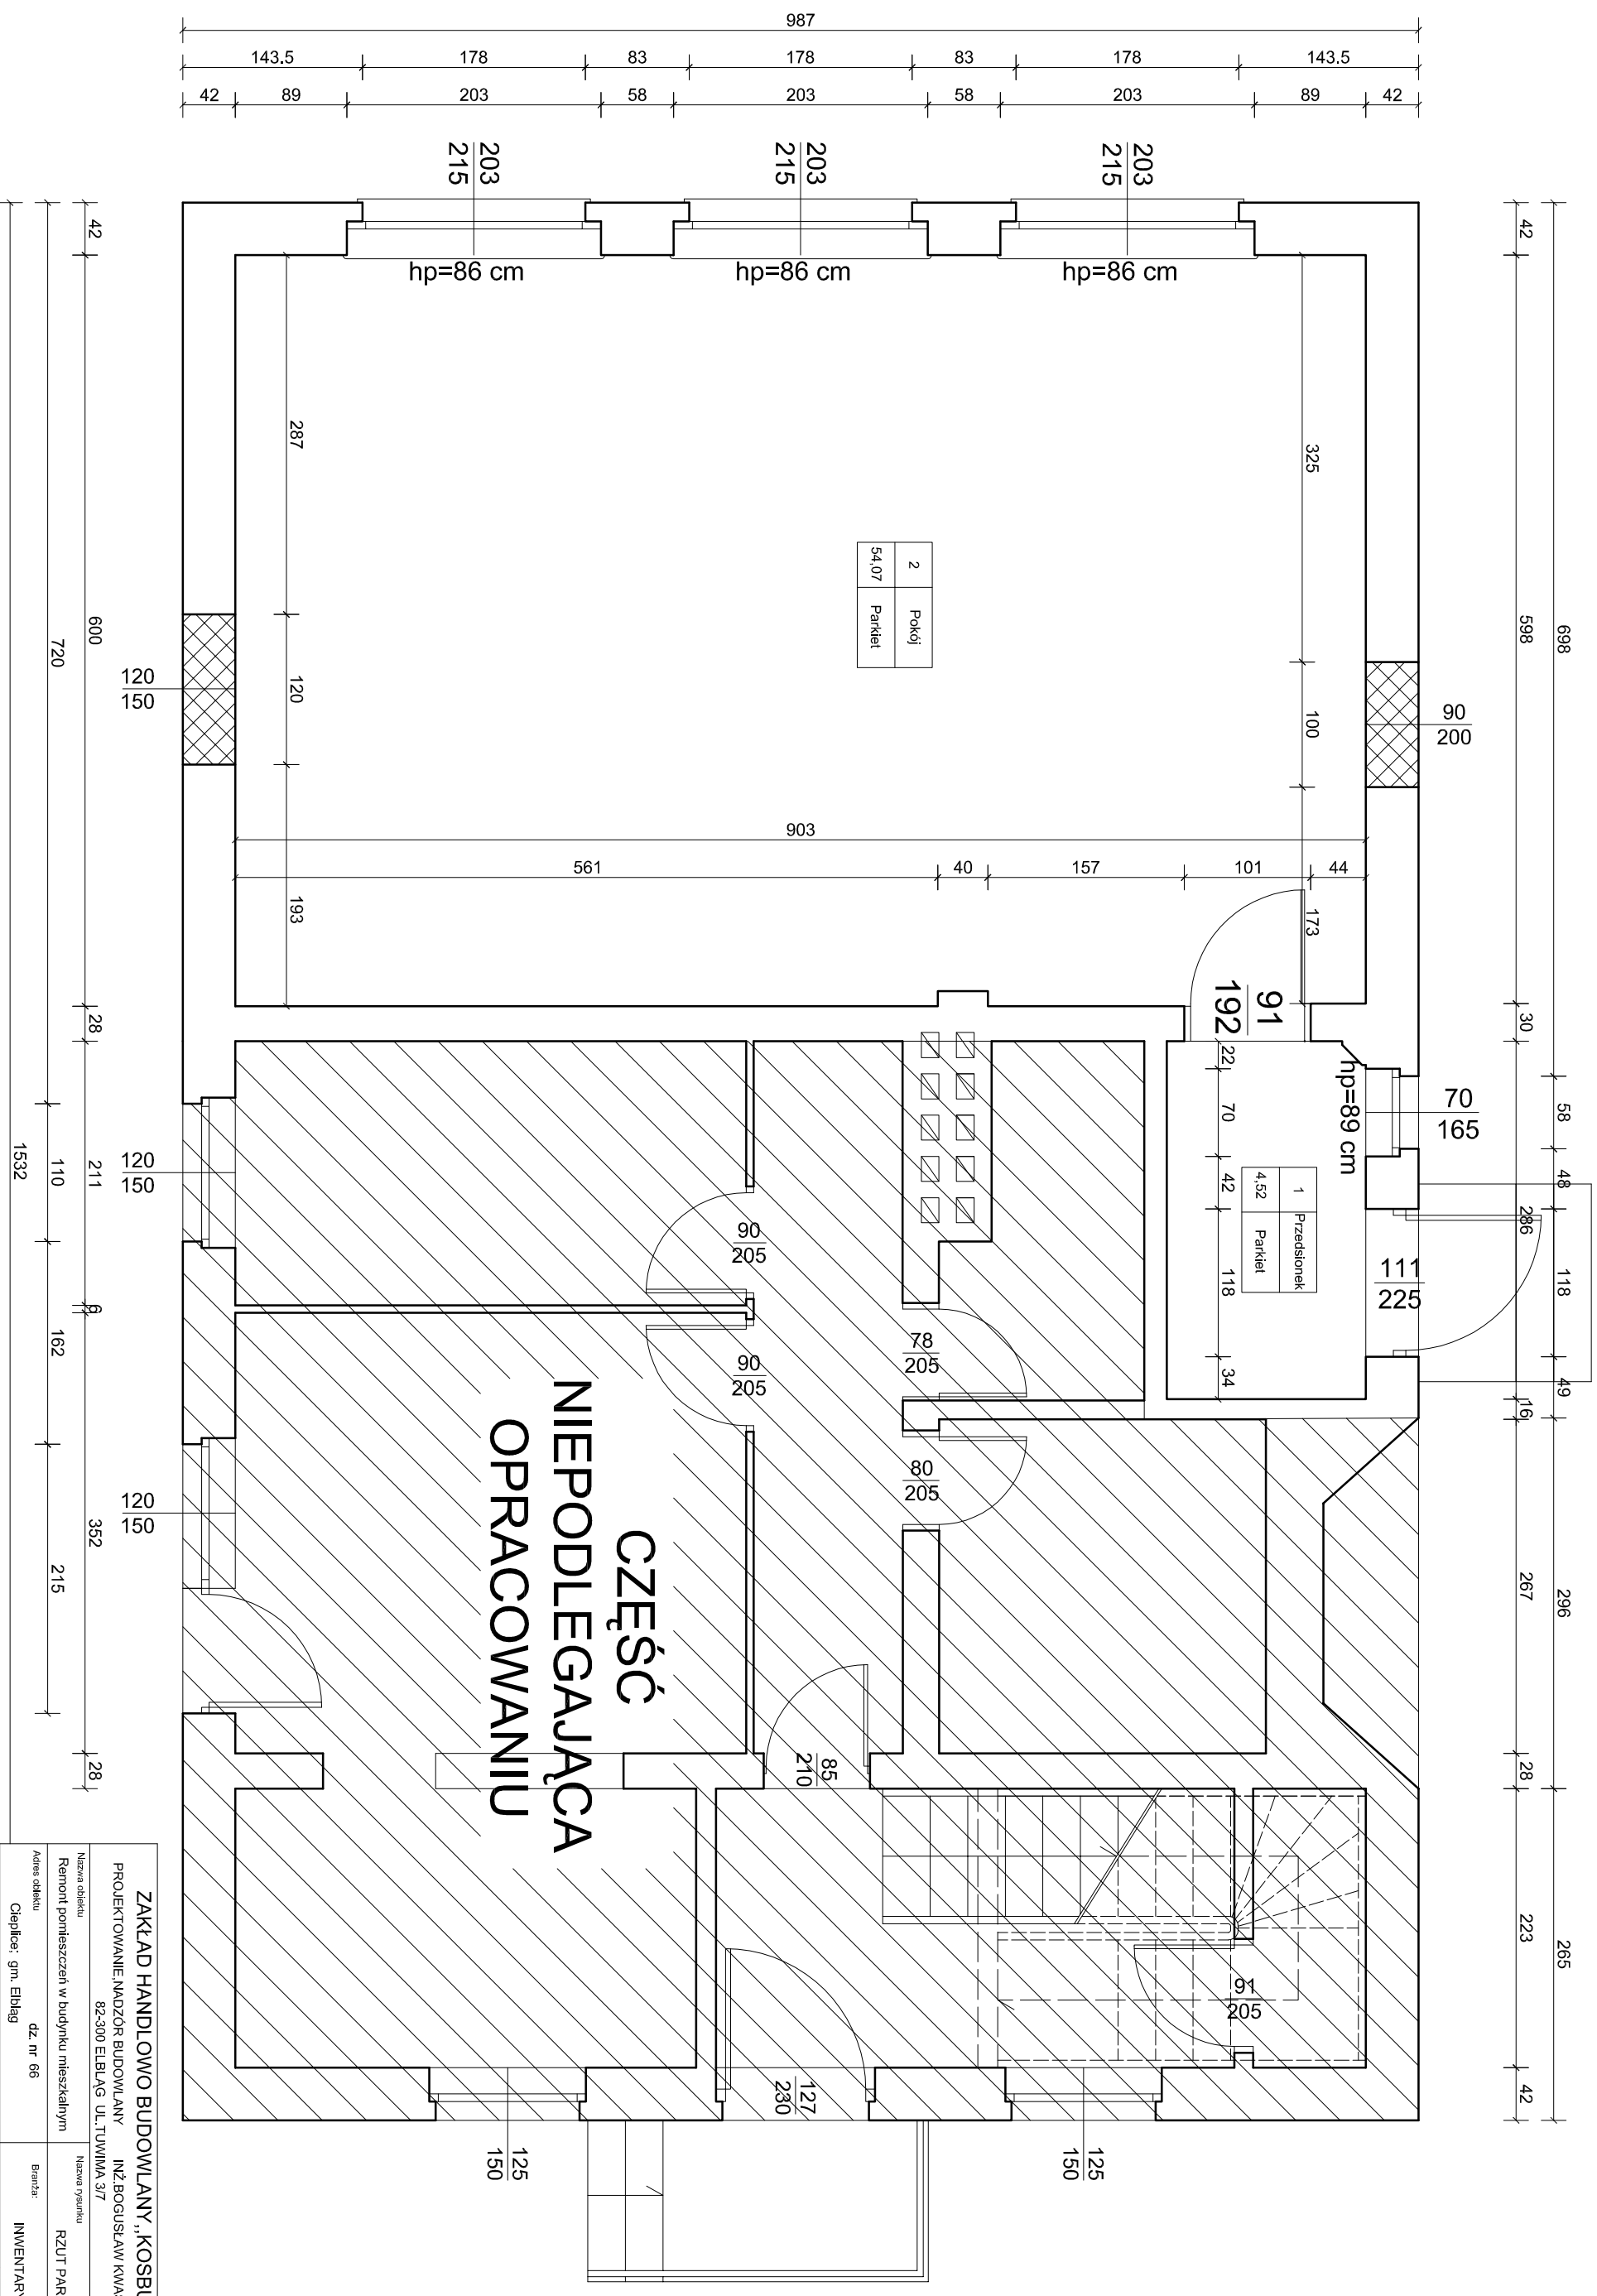 987
143.5 178 83 178 83 178 143.5
42 89 203 58 203 58 203 89 42
203
215
203
215
203
215
hp=86 cm
hp=86 cm
hp=86 cm
42 598 30 286 16 267 28 223 42
698 58 48 118 49 296 265
325 100 173
287 120 193
2 Pokój
54,07 Parkiet
120
150
90
200
903
561 40 157 101 44
91
192
hp=89 cm
70
165
22 70 42 118 34
1 Przedsionek
4,52 Parkiet
111
225
120
150
90
205
90
205
78
205
80
205
120
150
CZĘŚĆ
NIEPODLEGAJĄCA
OPRACOWANIU
85
210
91
205
127
230
125
150
125
150
42 600 28 211 6 352 28
720 110 162 215
1532
ZAKŁAD HANDLOWO BUDOWLANY ,,KOSBU
PROJEKTOWANIE,NADZÓR BUDOWLANY INŻ.BOGUSŁAW KWA
82-300 ELBLĄG UL.TUWIMA 3/7
Nazwa obiektu
Remont pomieszczeń w budynku mieszkalnym
Nazwa rysunku
RZUT PAR
Adres obiektu
dz. nr 66
Cieplice; gm. Elbląg
Branża:
INWENTARY